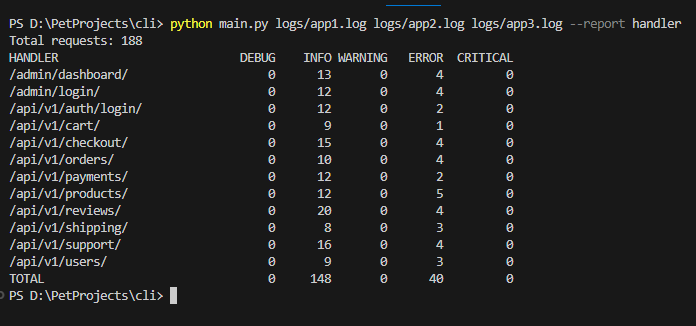 PS D:\PetProjects\cli> python main.py logs/app1.log logs/app2.log logs/app3.log --report handler
Total requests: 188
HANDLER DEBUG INFO WARNING ERROR CRITICAL
/admin/dashboard/ 0 13 0 4 0
/admin/login/ 0 12 0 4 0
/api/v1/auth/login/ 0 12 0 2 0
/api/v1/cart/ 0 9 0 1 0
/api/v1/checkout/ 0 15 0 4 0
/api/v1/orders/ 0 10 0 4 0
/api/v1/payments/ 0 12 0 2 0
/api/v1/products/ 0 12 0 5 0
/api/v1/reviews/ 0 20 0 4 0
/api/v1/shipping/ 0 8 0 3 0
/api/v1/support/ 0 16 0 4 0
/api/v1/users/ 0 9 0 3 0
TOTAL 0 148 0 40 0
PS D:\PetProjects\cli>